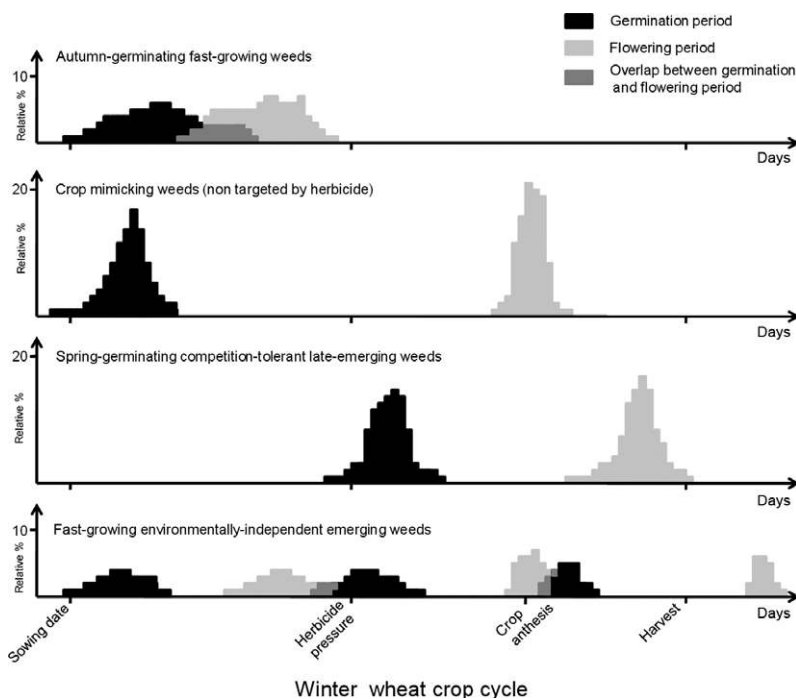 Germination period
Flowering period
Overlap between germination
and flowering period
Autumn-germinating fast-growing weeds
10
Relative %
Days
Crop mimicking weeds (non targeted by herbicide)
20
Relative %
Days
Spring-germinating competition-tolerant late-emerging weeds
20
Relative %
Days
Fast-growing environmentally-independent emerging weeds
10
Relative %
Days
Sowing date
Herbicide
pressure
Crop
anthesis
Harvest
Winter wheat crop cycle